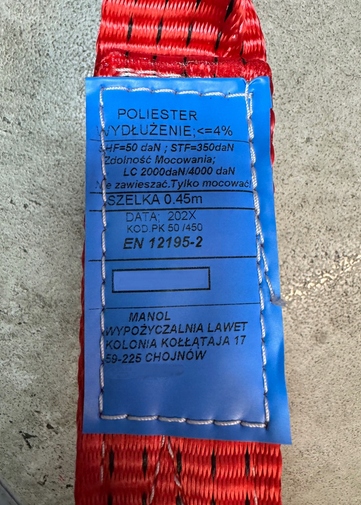 POLIESTER
WYDŁUŻENIE;<=4%
SHF=50 daN ; STF=350daN
Zdolność Mocowania;
LC 2000daN/4000 daN
Nie zawieszać.Tylko mocować!
SZELKA 0.45m
DATA; 202X
KOD.PK 50 /450
EN 12195-2
MANOL
WYPOŻYCZALNIA LAWET
KOLONIA KOŁŁĄTAJA 17
59-225 CHOJNÓW